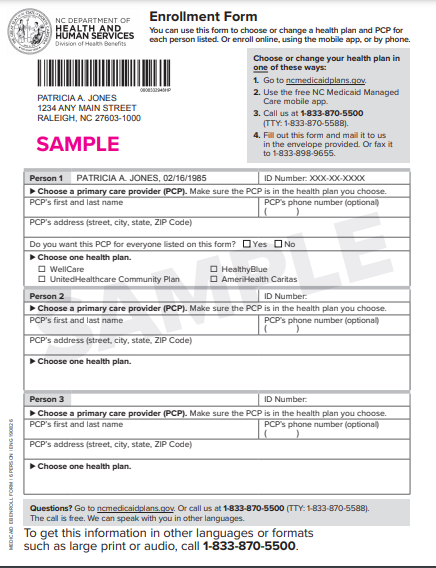 NC DEPARTMENT OF
HEALTH AND
HUMAN SERVICES
Division of Health Benefits
Enrollment Form
You can use this form to choose or change a health plan and PCP for
each person listed. Or enroll online, using the mobile app, or by phone.
PATRICIA A. JONES
1234 ANY MAIN STREET
RALEIGH, NC 27603-1000
SAMPLE
Choose or change your health plan in
one of these ways:
1. Go to ncmedicaidplans.gov.
2. Use the free NC Medicaid Managed
Care mobile app.
3. Call us at 1-833-870-5500
(TTY: 1-833-870-5588).
4. Fill out this form and mail it to us
in the envelope provided. Or fax it
to 1-833-898-9655.
Person 1 PATRICIA A. JONES, 02/16/1985 ID Number: XXX-XX-XXXX
▶ Choose a primary care provider (PCP). Make sure the PCP is in the health plan you choose.
PCP's first and last name PCP's phone number (optional)
( )
PCP's address (street, city, state, ZIP Code)
Do you want this PCP for everyone listed on this form? ☐ Yes ☐ No
▶ Choose one health plan.
☐ WellCare ☐ HealthyBlue
☐ UnitedHealthcare Community Plan ☐ AmeriHealth Caritas
SAMPLE
Person 2 ID Number:
▶ Choose a primary care provider (PCP). Make sure the PCP is in the health plan you choose.
PCP's first and last name PCP's phone number (optional)
( )
PCP's address (street, city, state, ZIP Code)
▶ Choose one health plan.
Person 3 ID Number:
▶ Choose a primary care provider (PCP). Make sure the PCP is in the health plan you choose.
PCP's first and last name PCP's phone number (optional)
( )
PCP's address (street, city, state, ZIP Code)
▶ Choose one health plan.
Questions? Go to ncmedicaidplans.gov. Or call us at 1-833-870-5500 (TTY: 1-833-870-5588).
The call is free. We can speak with you in other languages.
To get this information in other languages or formats
such as large print or audio, call 1-833-870-5500.